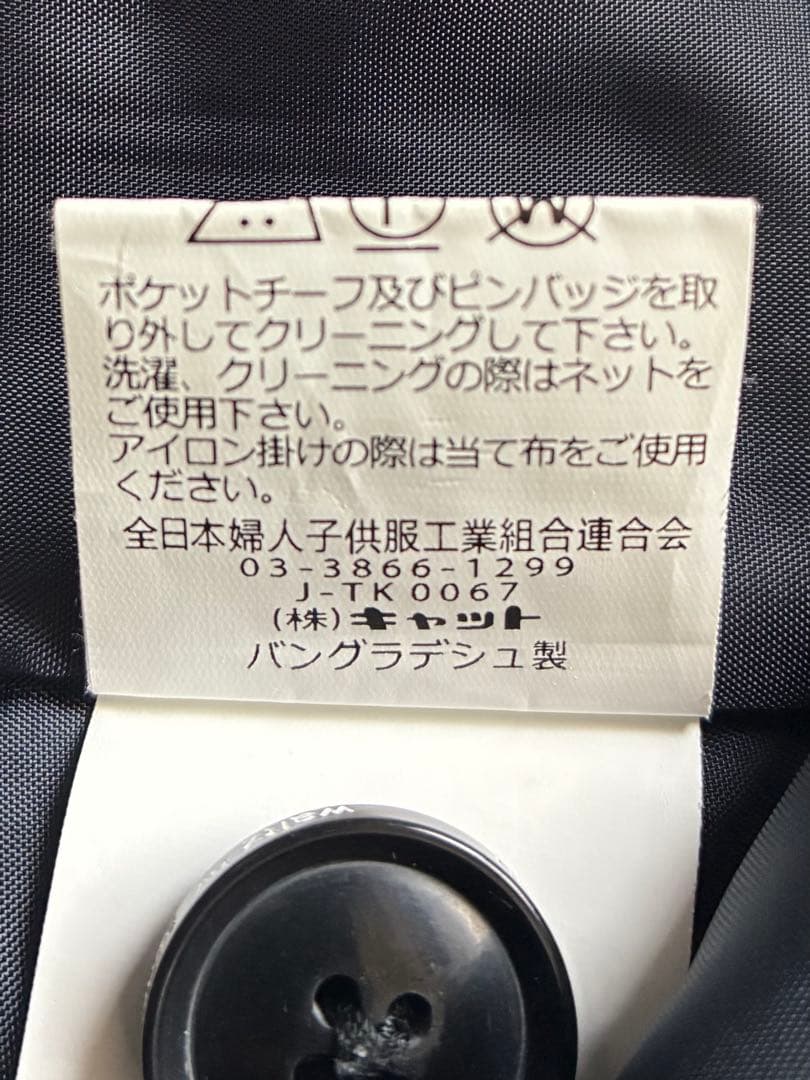 ポケットチーフ及びピンバッジを取
り外してクリーニングして下さい。
洗濯、クリーニングの際はネットを
ご使用下さい。
アイロン掛けの際は当て布をご使用
ください。
全日本婦人子供服工業組合連合会
03-3866-1299
J-TK0067
(株)キャット
バングラデシュ製